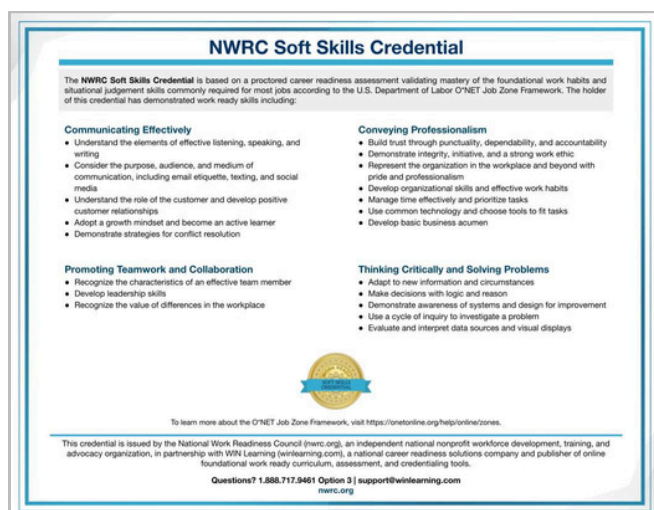 NWRC Soft Skills Credential
The NWRC Soft Skills Credential is based on a proctored career readiness assessment validating mastery of the foundational work habits and
situational judgement skills commonly required for most jobs according to the U.S. Department of Labor O*NET Job Zone Framework. The holder
of this credential has demonstrated work ready skills including:
Communicating Effectively
• Understand the elements of effective listening, speaking, and
writing
• Consider the purpose, audience, and medium of
communication, including email etiquette, texting, and social
media
• Understand the role of the customer and develop positive
customer relationships
• Adopt a growth mindset and become an active learner
• Demonstrate strategies for conflict resolution
Conveying Professionalism
• Build trust through punctuality, dependability, and accountability
• Demonstrate integrity, initiative, and a strong work ethic
• Represent the organization in the workplace and beyond with
pride and professionalism
• Develop organizational skills and effective work habits
• Manage time effectively and prioritize tasks
• Use common technology and choose tools to fit tasks
• Develop basic business acumen
Promoting Teamwork and Collaboration
• Recognize the characteristics of an effective team member
• Develop leadership skills
• Recognize the value of differences in the workplace
Thinking Critically and Solving Problems
• Adapt to new information and circumstances
• Make decisions with logic and reason
• Demonstrate awareness of systems and design for improvement
• Use a cycle of inquiry to investigate a problem
• Evaluate and interpret data sources and visual displays
SOFT SKILLS
CREDENTIAL
To learn more about the O*NET Job Zone Framework, visit https://onetonline.org/help/online/zones.
This credential is issued by the National Work Readiness Council (nwrc.org), an independent national nonprofit workforce development, training, and
advocacy organization, in partnership with WIN Learning (winlearning.com), a national career readiness solutions company and publisher of online
foundational work ready curriculum, assessment, and credentialing tools.
Questions? 1.888.717.9461 Option 3 | support@winlearning.com
nwrc.org